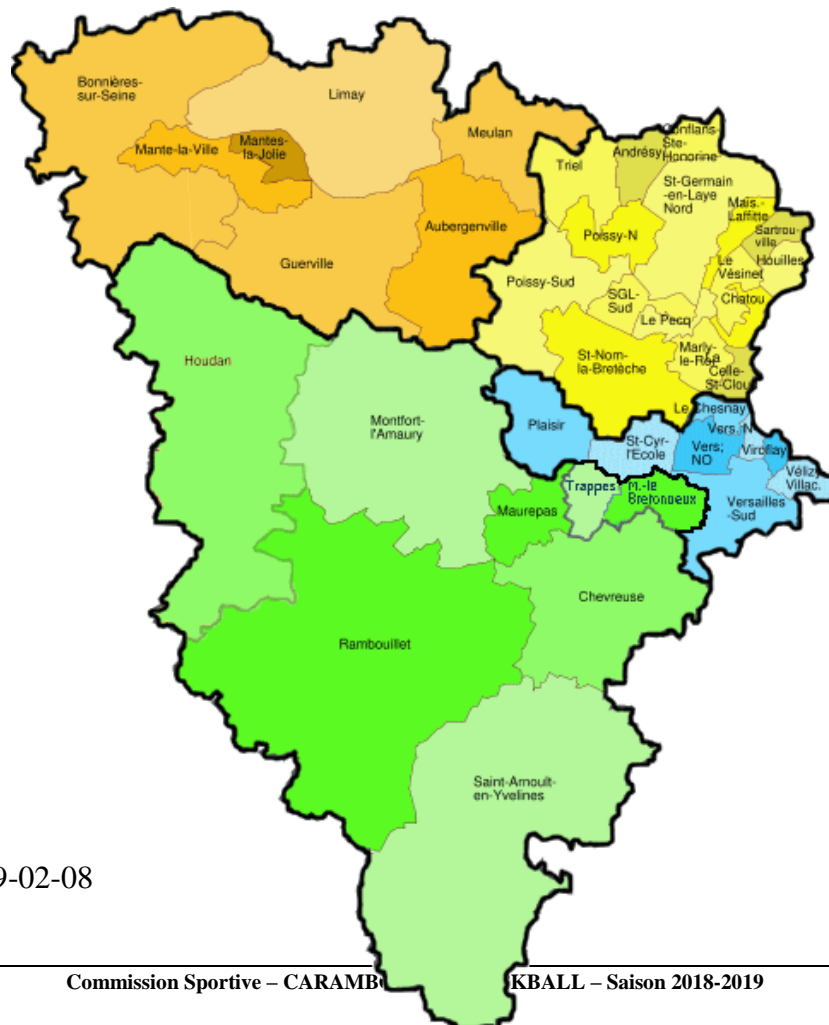 Bonnières-
sur-Seine
Limay
Meulan
Mante-la-Ville
Mantes-
la-Jolie
Aubergenville
Guerville
Triel
Andrésy
Conflans-
Ste-
Honorine-
St-Germain
-en-Laye
Nord
Mais.-
Laffitte
Sartrou-
ville
Poissy-N
Houilles
Le
Vésinet
Poissy-Sud
SGL-
Sud
Chatou
Le Pecq
St-Nom-
la-Bretèche
Marly-
le-Roi
La
Celle-
St-Clou
Houdan
Montfort-
l'Amaury
Plaisir
St-Cyr-
l'Ecole
Le Chesnay
Vers. N
Vers;
NO
Viroflay
Véliz
Villac.
Versailles
-Sud
Trappes
M.-le
Bretonneux
Maurepas
Chevreuse
Rambouillet
Saint-Arnoult-
en-Yvelines
9-02-08
Commission Sportive – CARAMB KBALL – Saison 2018-2019